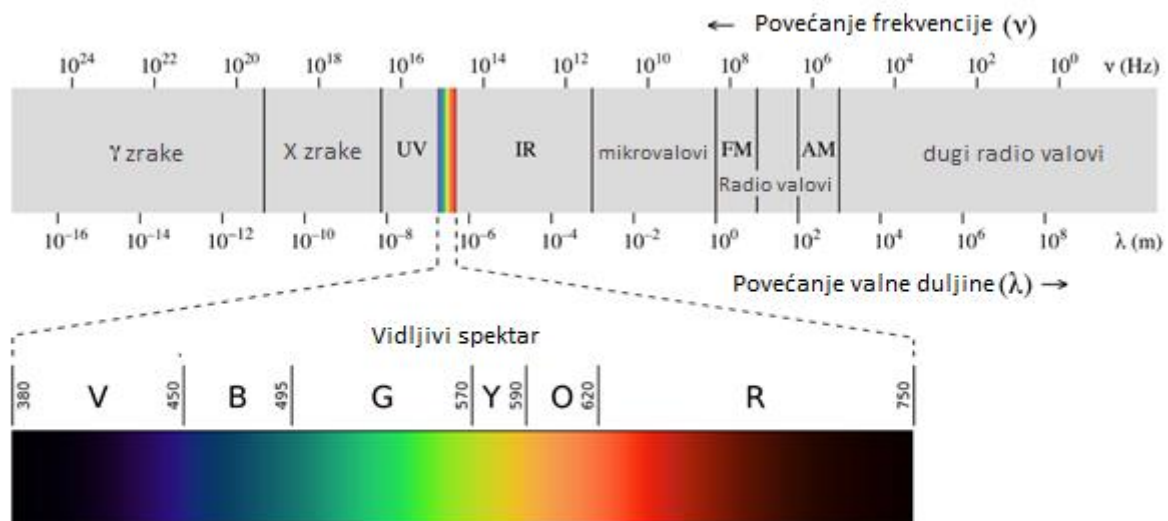 ← Povećanje frekvencije (ν)
10²⁴ 10²² 10²⁰ 10¹⁸ 10¹⁶ 10¹⁴ 10¹² 10¹⁰ 10⁸ 10⁶ 10⁴ 10² 10⁰ ν (Hz)
γ zrake X zrake UV IR mikrovalovi FM AM dugi radio valovi
Radio valovi
10⁻¹⁶ 10⁻¹⁴ 10⁻¹² 10⁻¹⁰ 10⁻⁸ 10⁻⁶ 10⁻⁴ 10⁻² 10⁰ 10² 10⁴ 10⁶ 10⁸ λ (m)
Povećanje valne duljine (λ) →
Vidljivi spektar
380 V 450 B 495 G 570 Y 590 O 620 R 750